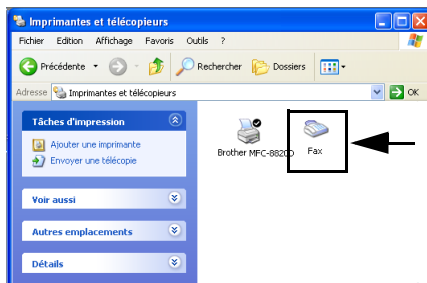 Imprimantes et télécopieurs
Fichier Edition Affichage Favoris Outils ?
Précédente Rechercher Dossiers
Adresse Imprimantes et télécopieurs OK
Tâches d'impression
Ajouter une imprimante
Envoyer une télécopie
Voir aussi
Autres emplacements
Détails
Brother MFC-8820D
Fax